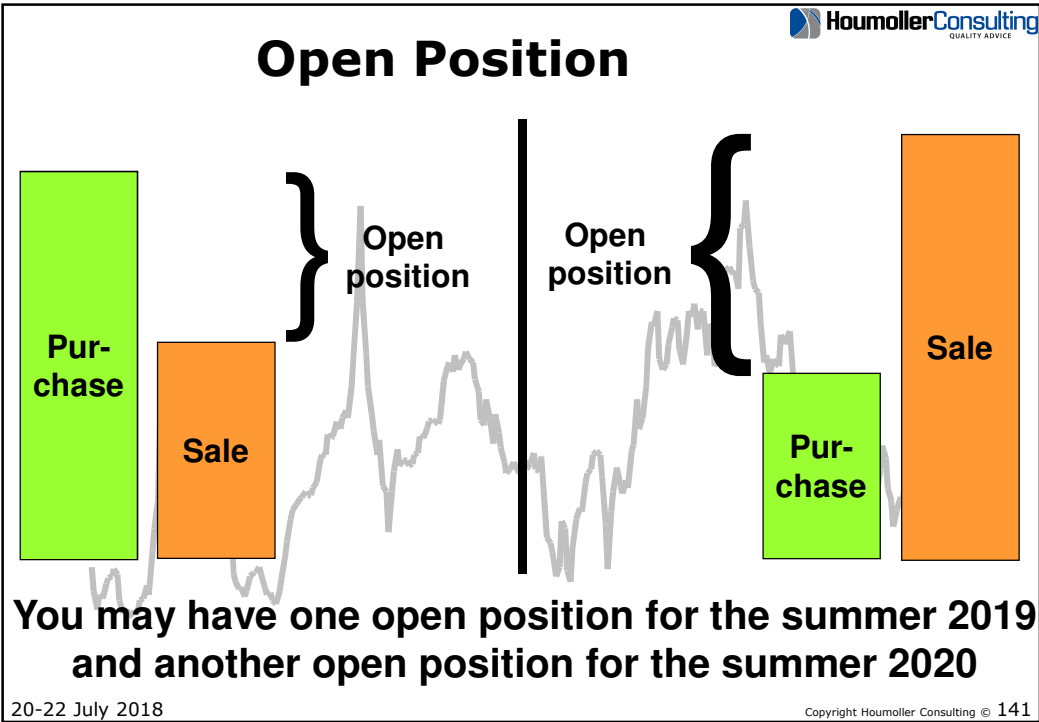 HoumollerConsulting
QUALITY ADVICE
Open Position
Pur-
chase
Sale
Open
position
Open
position
Pur-
chase
Sale
You may have one open position for the summer 2019
and another open position for the summer 2020
20-22 July 2018
Copyright Houmoller Consulting © 141